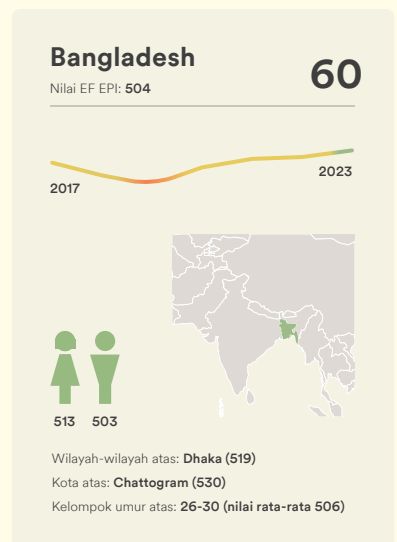 Bangladesh
60
Nilai EF EPI: 504
2023
2017
513 503
Wilayah-wilayah atas: Dhaka (519)
Kota atas: Chattogram (530)
Kelompok umur atas: 26-30 (nilai rata-rata 506)